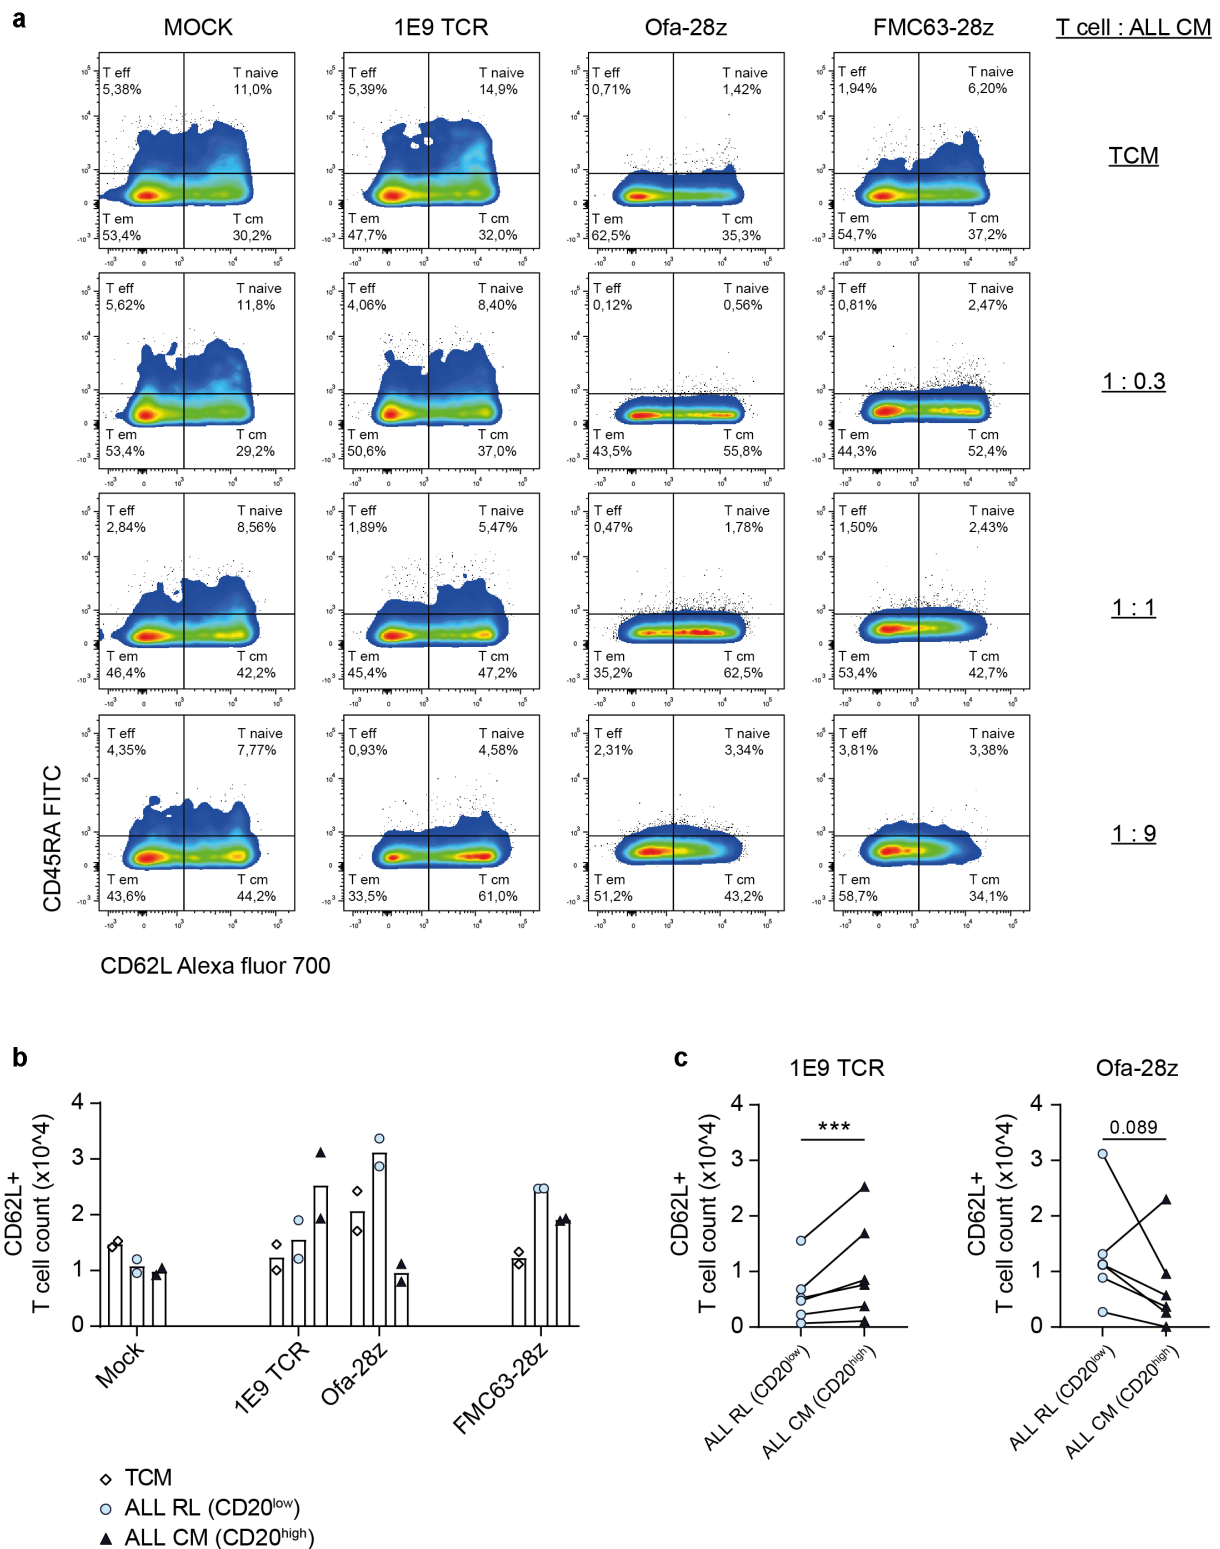 a
MOCK 1E9 TCR Ofa-28z FMC63-28z T cell : ALL CM
T eff T naive T eff T naive T eff T naive T eff T naive
5,38% 11,0% 5,39% 14,9% 0,71% 1,42% 1,94% 6,20%
TCM
T em T cm T em T cm T em T cm T em T cm
53,4% 30,2% 47,7% 32,0% 62,5% 35,3% 54,7% 37,2%
T eff T naive T eff T naive T eff T naive T eff T naive
5,62% 11,8% 4,06% 8,40% 0,12% 0,56% 0,81% 2,47%
1 : 0.3
T em T cm T em T cm T em T cm T em T cm
53,4% 29,2% 50,6% 37,0% 43,5% 55,8% 44,3% 52,4%
T eff T naive T eff T naive T eff T naive T eff T naive
2,84% 8,56% 1,89% 5,47% 0,47% 1,78% 1,50% 2,43%
1 : 1
T em T cm T em T cm T em T cm T em T cm
46,4% 42,2% 45,4% 47,2% 35,2% 62,5% 53,4% 42,7%
T eff T naive T eff T naive T eff T naive T eff T naive
4,35% 7,77% 0,93% 4,58% 2,31% 3,34% 3,81% 3,38%
1 : 9
T em T cm T em T cm T em T cm T em T cm
43,6% 44,2% 33,5% 61,0% 51,2% 43,2% 58,7% 34,1%
CD45RA FITC
CD62L Alexa fluor 700
b
CD62L+
T cell count (x10^4)
4
3
2
1
0
Mock 1E9 TCR Ofa-28z FMC63-28z
TCM
ALL RL (CD20low)
ALL CM (CD20high)
c
1E9 TCR
CD62L+
T cell count (x10^4)
4
3
2
1
0
***
ALL RL (CD20low)
ALL CM (CD20high)
Ofa-28z
CD62L+
T cell count (x10^4)
4
3
2
1
0
0.089
ALL RL (CD20low)
ALL CM (CD20high)